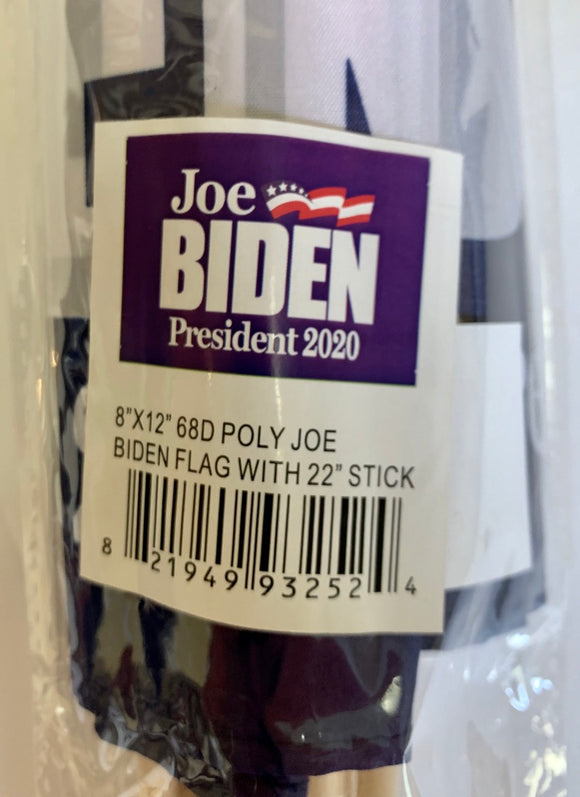 Joe
BIDEN
President 2020
8"X12" 68D POLY JOE
BIDEN FLAG WITH 22" STICK
8 21949 93252 4